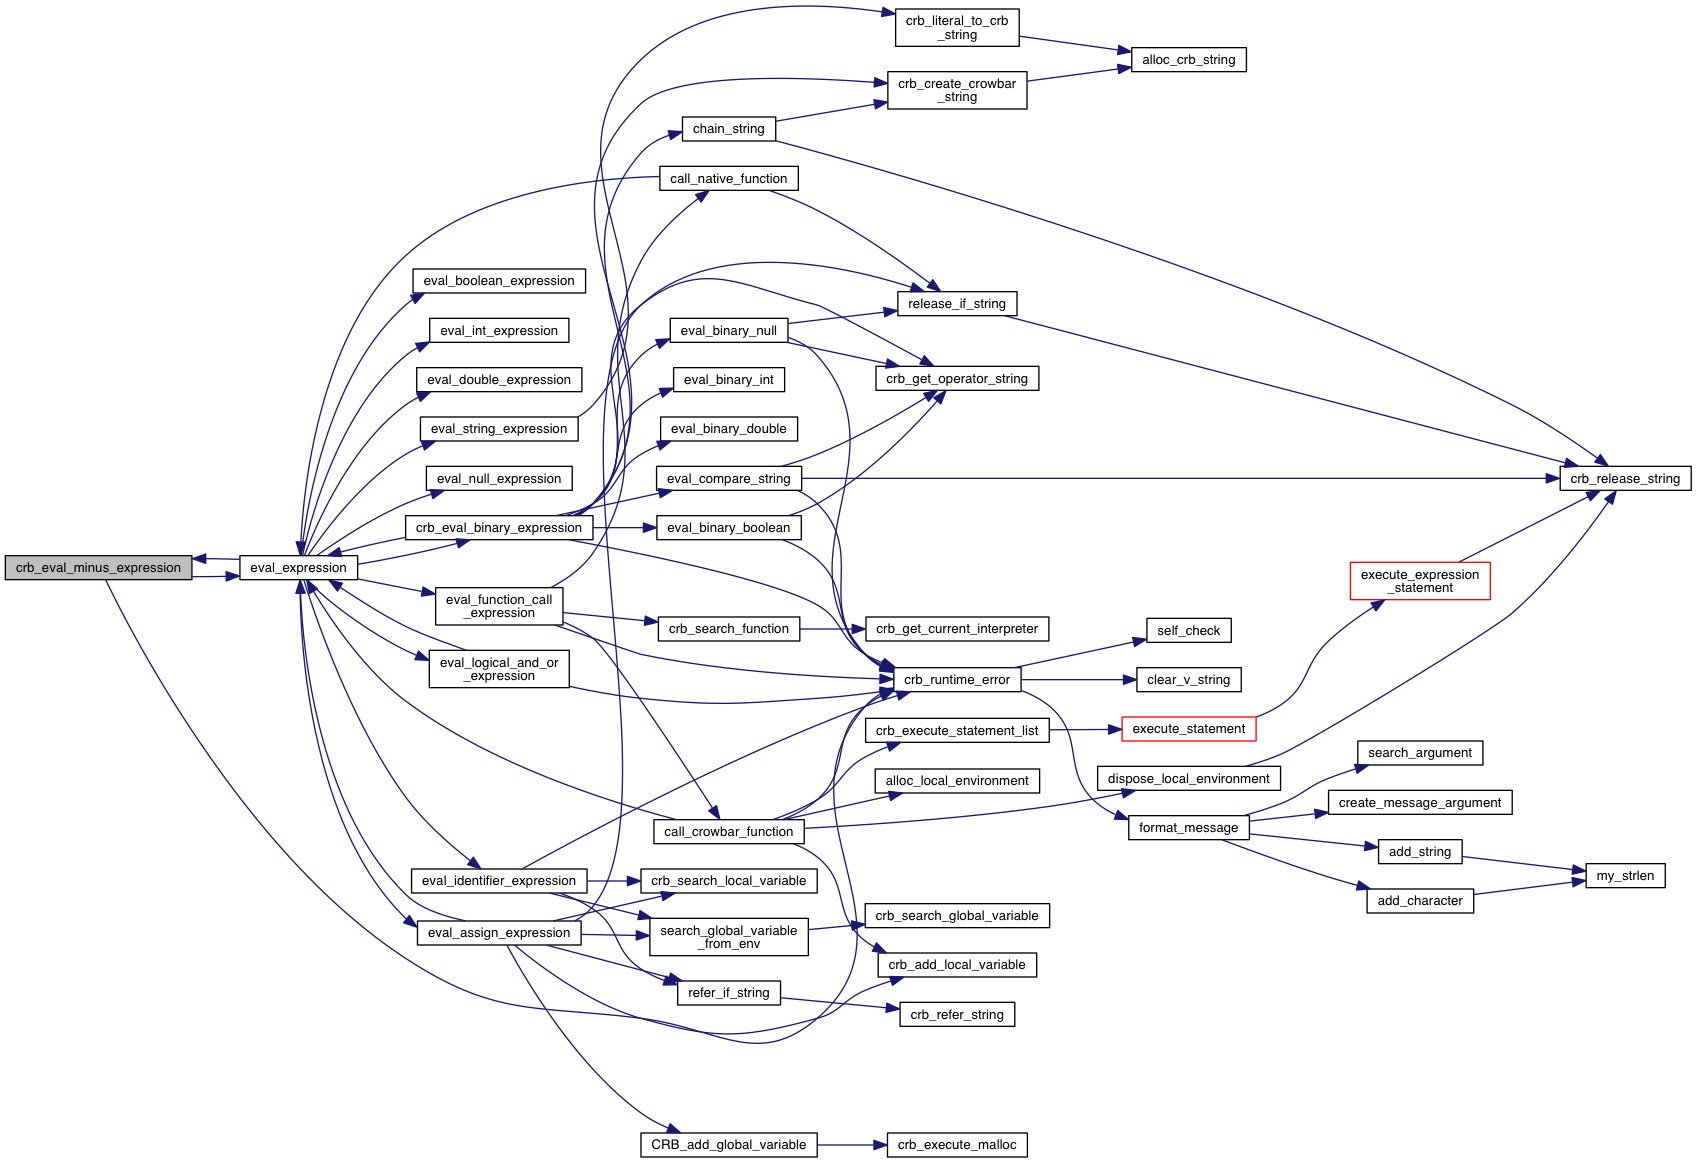 crb_literal_to_crb
_string
alloc_crb_string
crb_create_crowbar
_string
chain_string
call_native_function
eval_boolean_expression
release_if_string
eval_int_expression
eval_binary_null
eval_double_expression
eval_binary_int
crb_get_operator_string
eval_string_expression
eval_binary_double
eval_null_expression
eval_compare_string
crb_release_string
crb_eval_binary_expression
eval_binary_boolean
crb_eval_minus_expression
eval_expression
execute_expression
_statement
eval_function_call
_expression
crb_search_function
crb_get_current_interpreter
self_check
eval_logical_and_or
_expression
crb_runtime_error
clear_v_string
crb_execute_statement_list
execute_statement
search_argument
alloc_local_environment
dispose_local_environment
create_message_argument
call_crowbar_function
format_message
add_string
my_strlen
eval_identifier_expression
crb_search_local_variable
add_character
crb_search_global_variable
eval_assign_expression
search_global_variable
_from_env
crb_add_local_variable
refer_if_string
crb_refer_string
CRB_add_global_variable
crb_execute_malloc